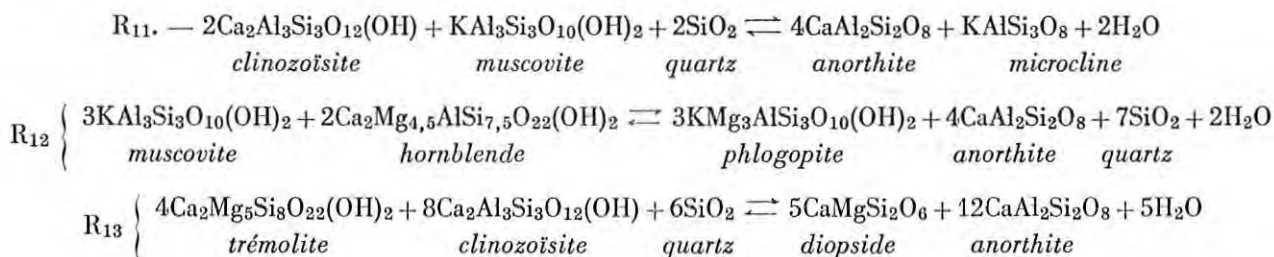 R₁₁. — 2Ca₂Al₃Si₃O₁₂(OH) + KAl₃Si₃O₁₀(OH)₂ + 2SiO₂ ⇌ 4CaAl₂Si₂O₈ + KAlSi₃O₈ + 2H₂O
clinozoïsite muscovite quartz anorthite microcline
R₁₂ { 3KAl₃Si₃O₁₀(OH)₂ + 2Ca₂Mg₄,₅AlSi₇,₅O₂₂(OH)₂ ⇌ 3KMg₃AlSi₃O₁₀(OH)₂ + 4CaAl₂Si₂O₈ + 7SiO₂ + 2H₂O
muscovite hornblende phlogopite anorthite quartz
R₁₃ { 4Ca₂Mg₅Si₈O₂₂(OH)₂ + 8Ca₂Al₃Si₃O₁₂(OH) + 6SiO₂ ⇌ 5CaMgSi₂O₆ + 12CaAl₂Si₂O₈ + 5H₂O
trémolite clinozoïsite quartz diopside anorthite